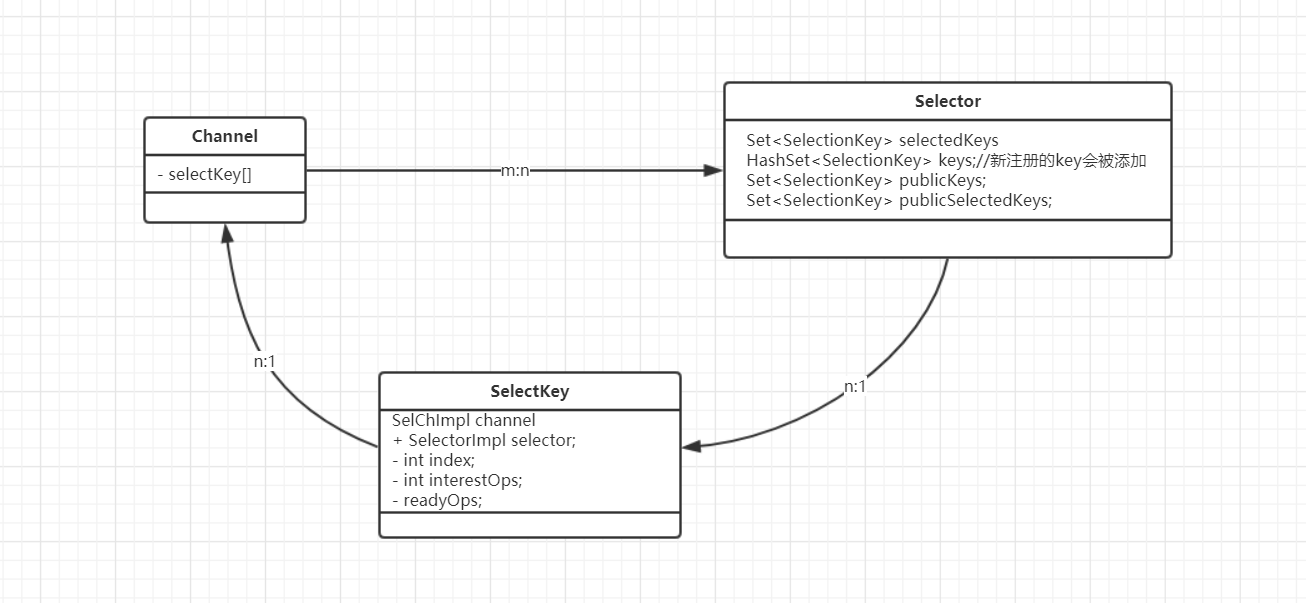 Channel
- selectKey[]
m:n
Selector
Set<SelectionKey> selectedKeys
HashSet<SelectionKey> keys;//新注册的key会被添加
Set<SelectionKey> publicKeys;
Set<SelectionKey> publicSelectedKeys;
n:1
n:1
SelectKey
SelChImpl channel
+ SelectorImpl selector;
- int index;
- int interestOps;
- readyOps;